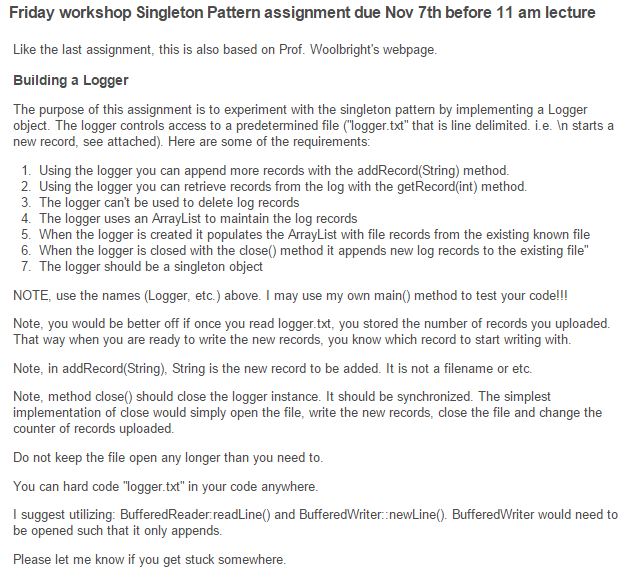 Friday workshop Singleton Pattern assignment due Nov 7th before 11 am lecture
Like the last assignment, this is also based on Prof. Woolbright's webpage.
Building a Logger
The purpose of this assignment is to experiment with the singleton pattern by implementing a Logger
object. The logger controls access to a predetermined file ("logger.txt" that is line delimited. i.e. \n starts a
new record, see attached). Here are some of the requirements:
1. Using the logger you can append more records with the addRecord(String) method.
2. Using the logger you can retrieve records from the log with the getRecord(int) method.
3. The logger can't be used to delete log records
4. The logger uses an ArrayList to maintain the log records
5. When the logger is created it populates the ArrayList with file records from the existing known file
6. When the logger is closed with the close() method it appends new log records to the existing file"
7. The logger should be a singleton object
NOTE, use the names (Logger, etc.) above. I may use my own main() method to test your code!!!
Note, you would be better off if once you read logger.txt, you stored the number of records you uploaded.
That way when you are ready to write the new records, you know which record to start writing with.
Note, in addRecord(String), String is the new record to be added. It is not a filename or etc.
Note, method close() should close the logger instance. It should be synchronized. The simplest
implementation of close would simply open the file, write the new records, close the file and change the
counter of records uploaded.
Do not keep the file open any longer than you need to.
You can hard code "logger.txt" in your code anywhere.
I suggest utilizing: BufferedReader:readLine() and BufferedWriter::newLine(). BufferedWriter would need to
be opened such that it only appends.
Please let me know if you get stuck somewhere.